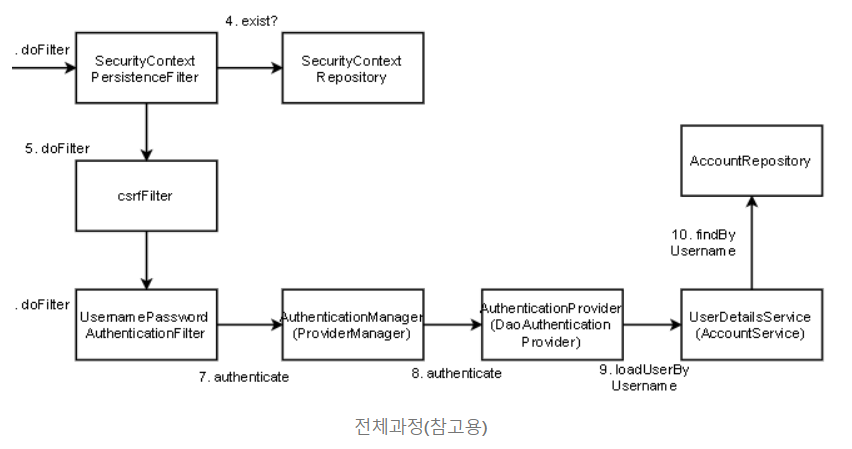 4. exist?
. doFilter
SecurityContext
PersistenceFilter
SecurityContext
Repository
5. doFilter
csrfFilter
AccountRepository
10. findBy
Username
. doFilter
UsernamePassword
AuthenticationFilter
AuthenticationManager
(ProviderManager)
AuthenticationProvider
(DaoAuthentication
Provider)
UserDetailsService
(AccountService)
7. authenticate
8. authenticate
9. loadUserBy
Username
전체과정(참고용)